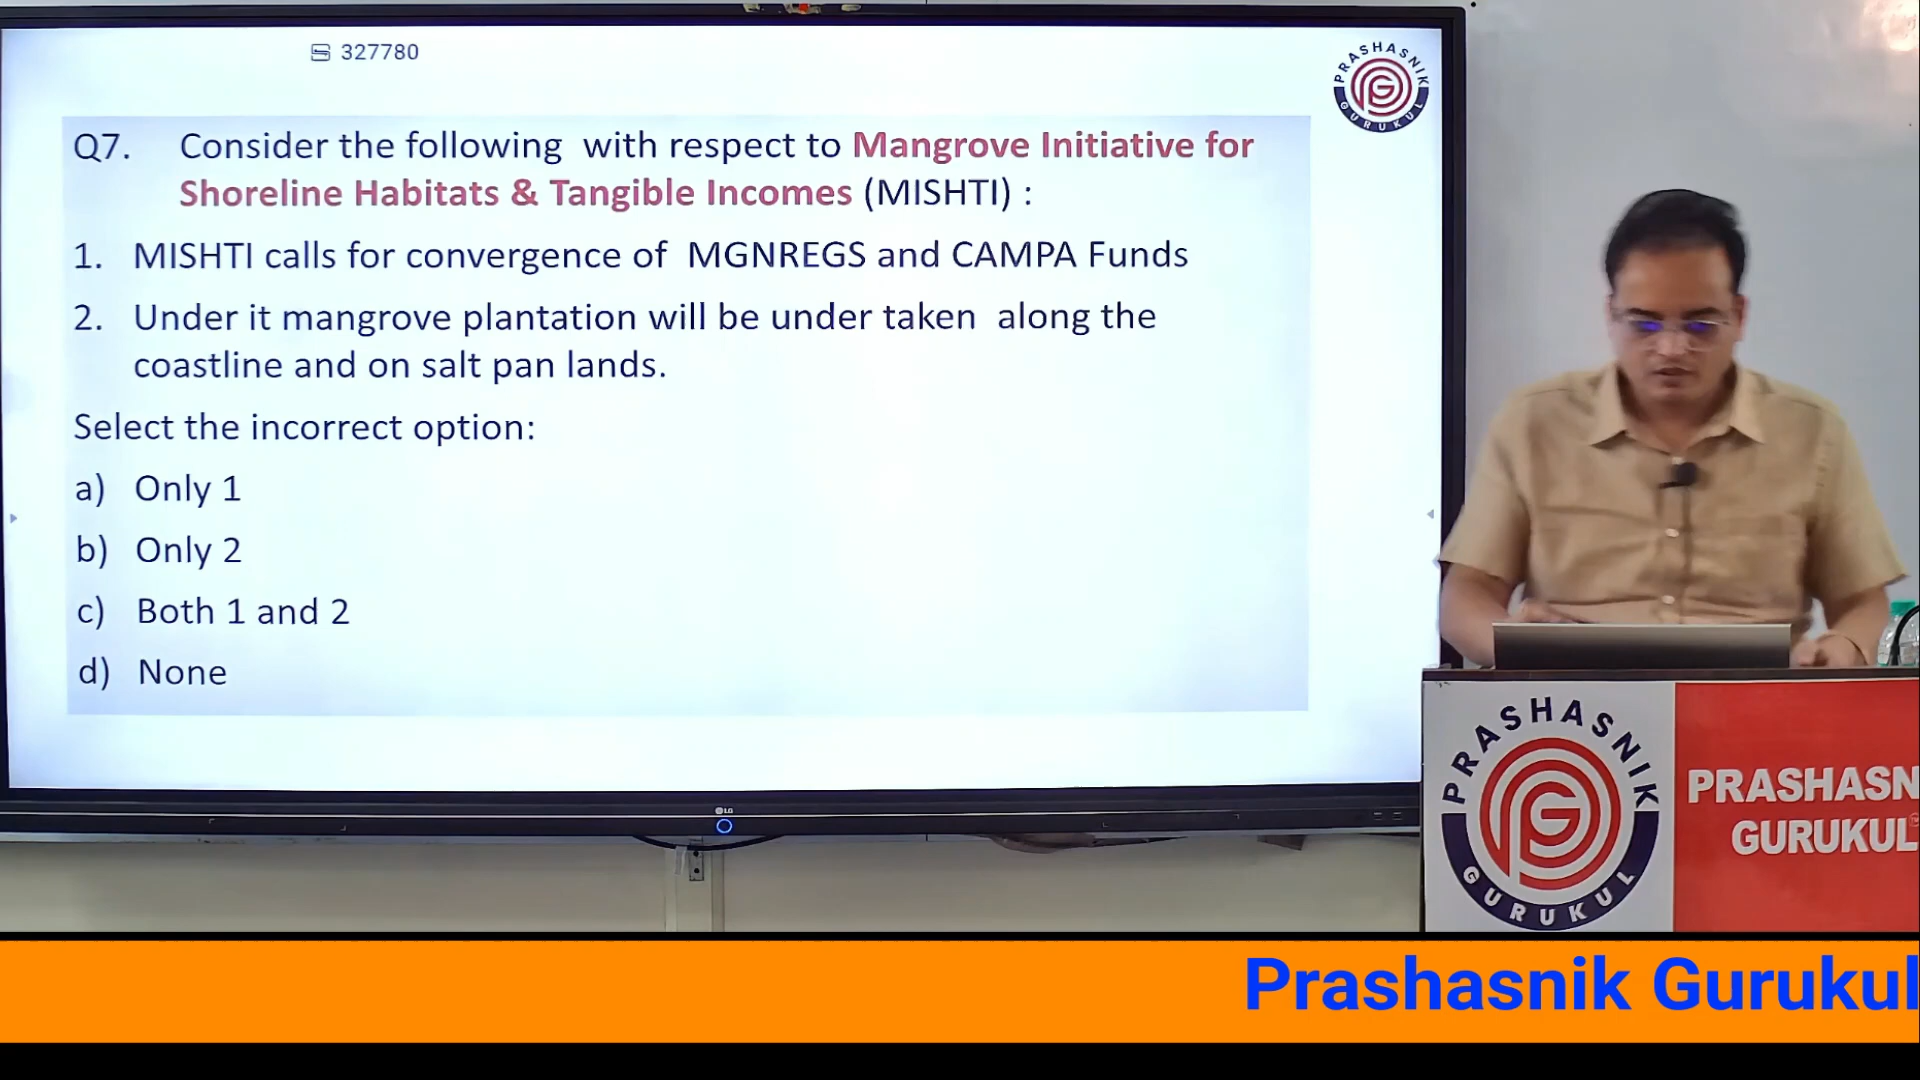 327780
PRASHASNIK
GURUKUL
Q7. Consider the following with respect to Mangrove Initiative for
Shoreline Habitats & Tangible Incomes (MISHTI) :
1. MISHTI calls for convergence of MGNREGS and CAMPA Funds
2. Under it mangrove plantation will be under taken along the
coastline and on salt pan lands.
Select the incorrect option:
a) Only 1
b) Only 2
c) Both 1 and 2
d) None
LG
PRASHASNIK
GURUKUL
PRASHASN
GURUKUL
Prashasnik Gurukul